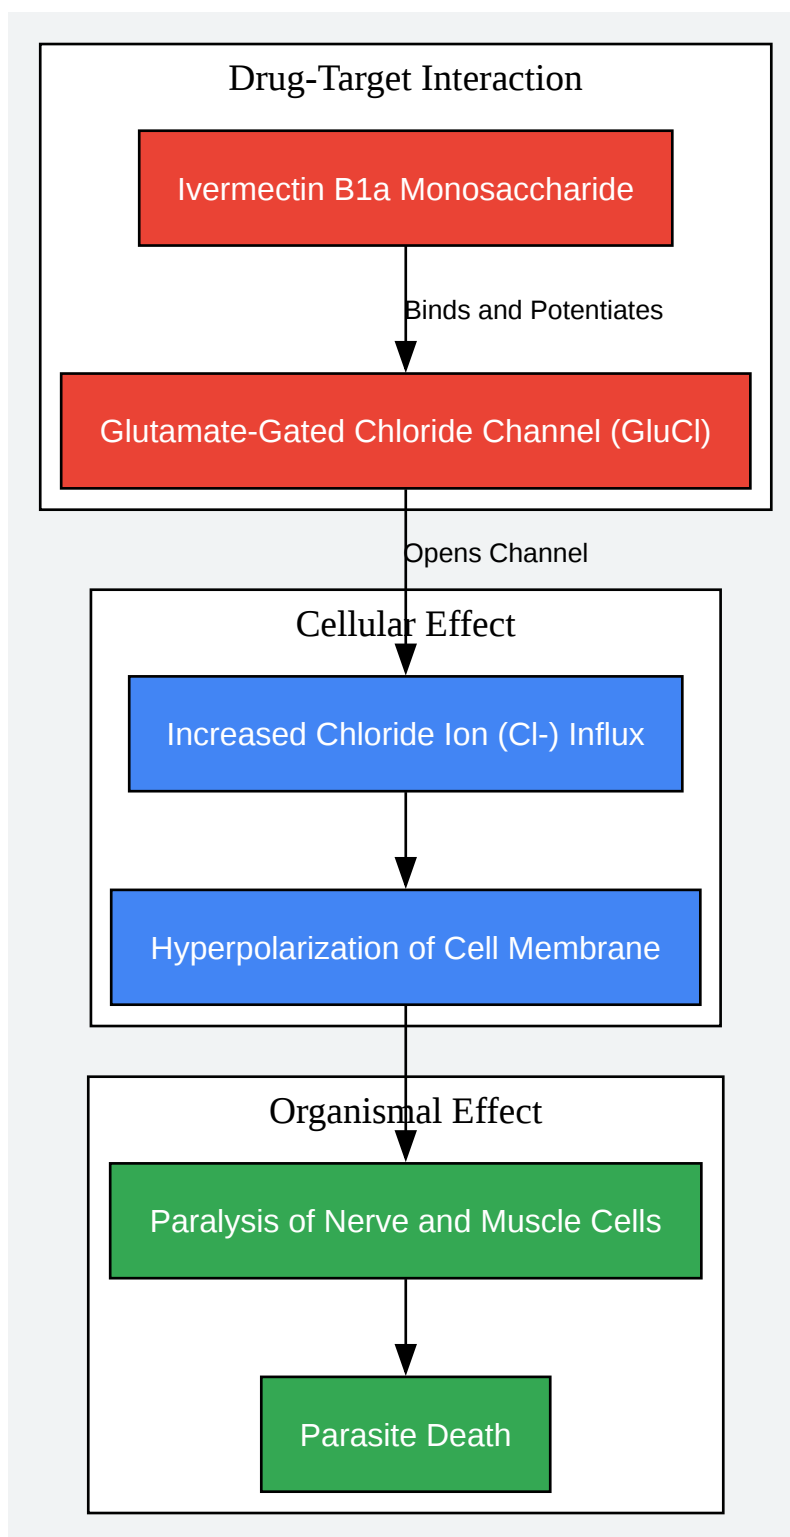 Drug-Target Interaction
Ivermectin B1a Monosaccharide
Binds and Potentiates
Glutamate-Gated Chloride Channel (GluCl)
Opens Channel
Cellular Effect
Increased Chloride Ion (Cl-) Influx
Hyperpolarization of Cell Membrane
Organismal Effect
Paralysis of Nerve and Muscle Cells
Parasite Death